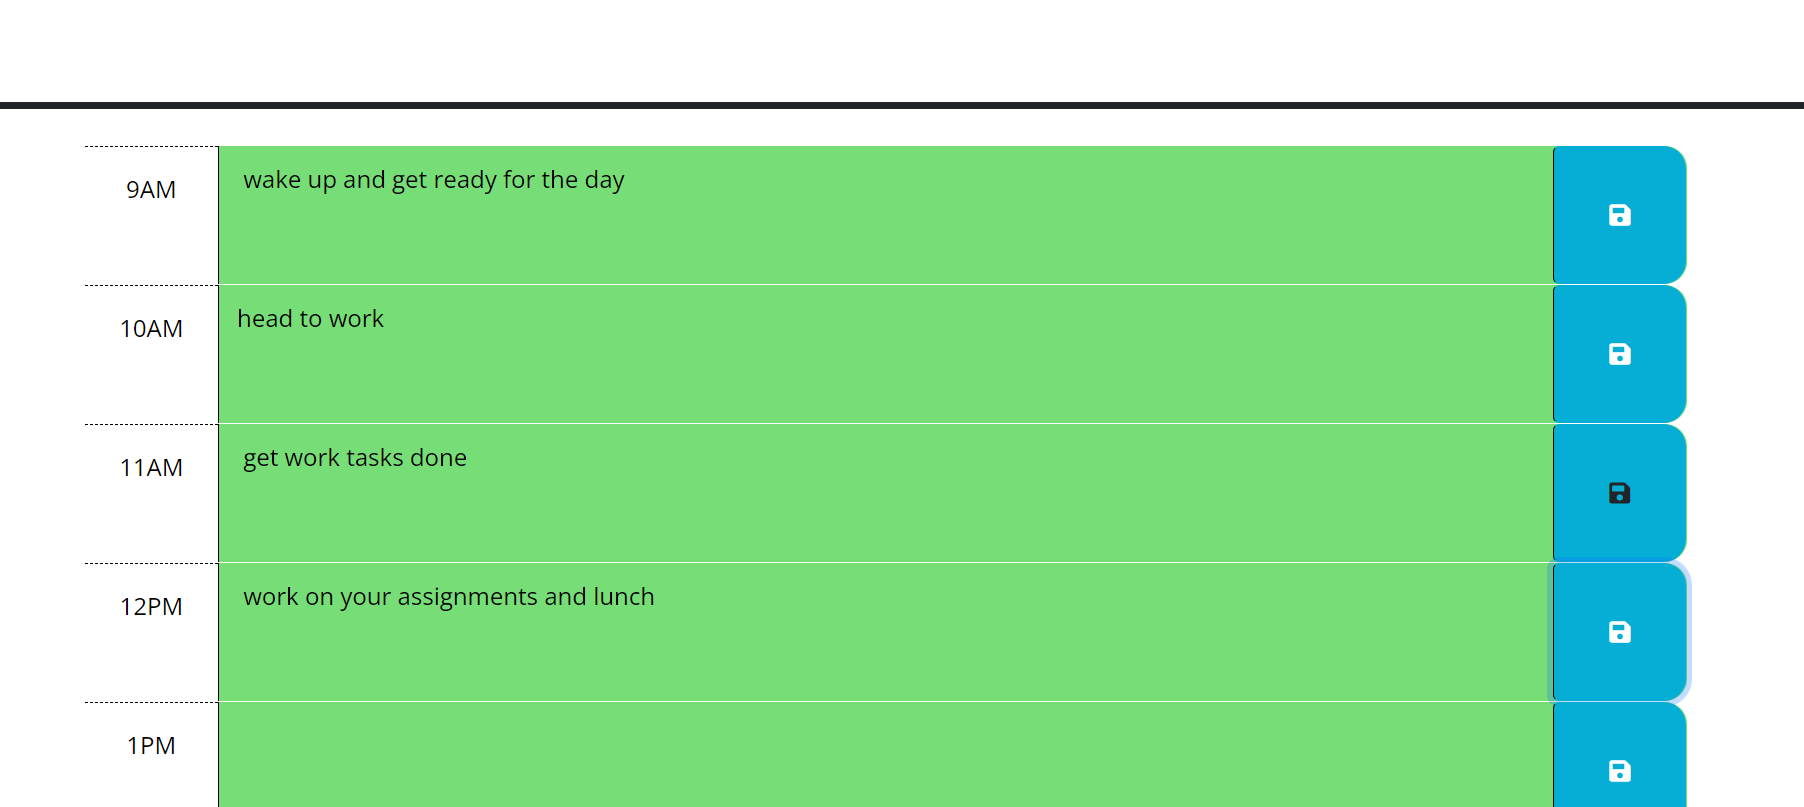 9AM
wake up and get ready for the day
10AM
head to work
11AM
get work tasks done
12PM
work on your assignments and lunch
1PM